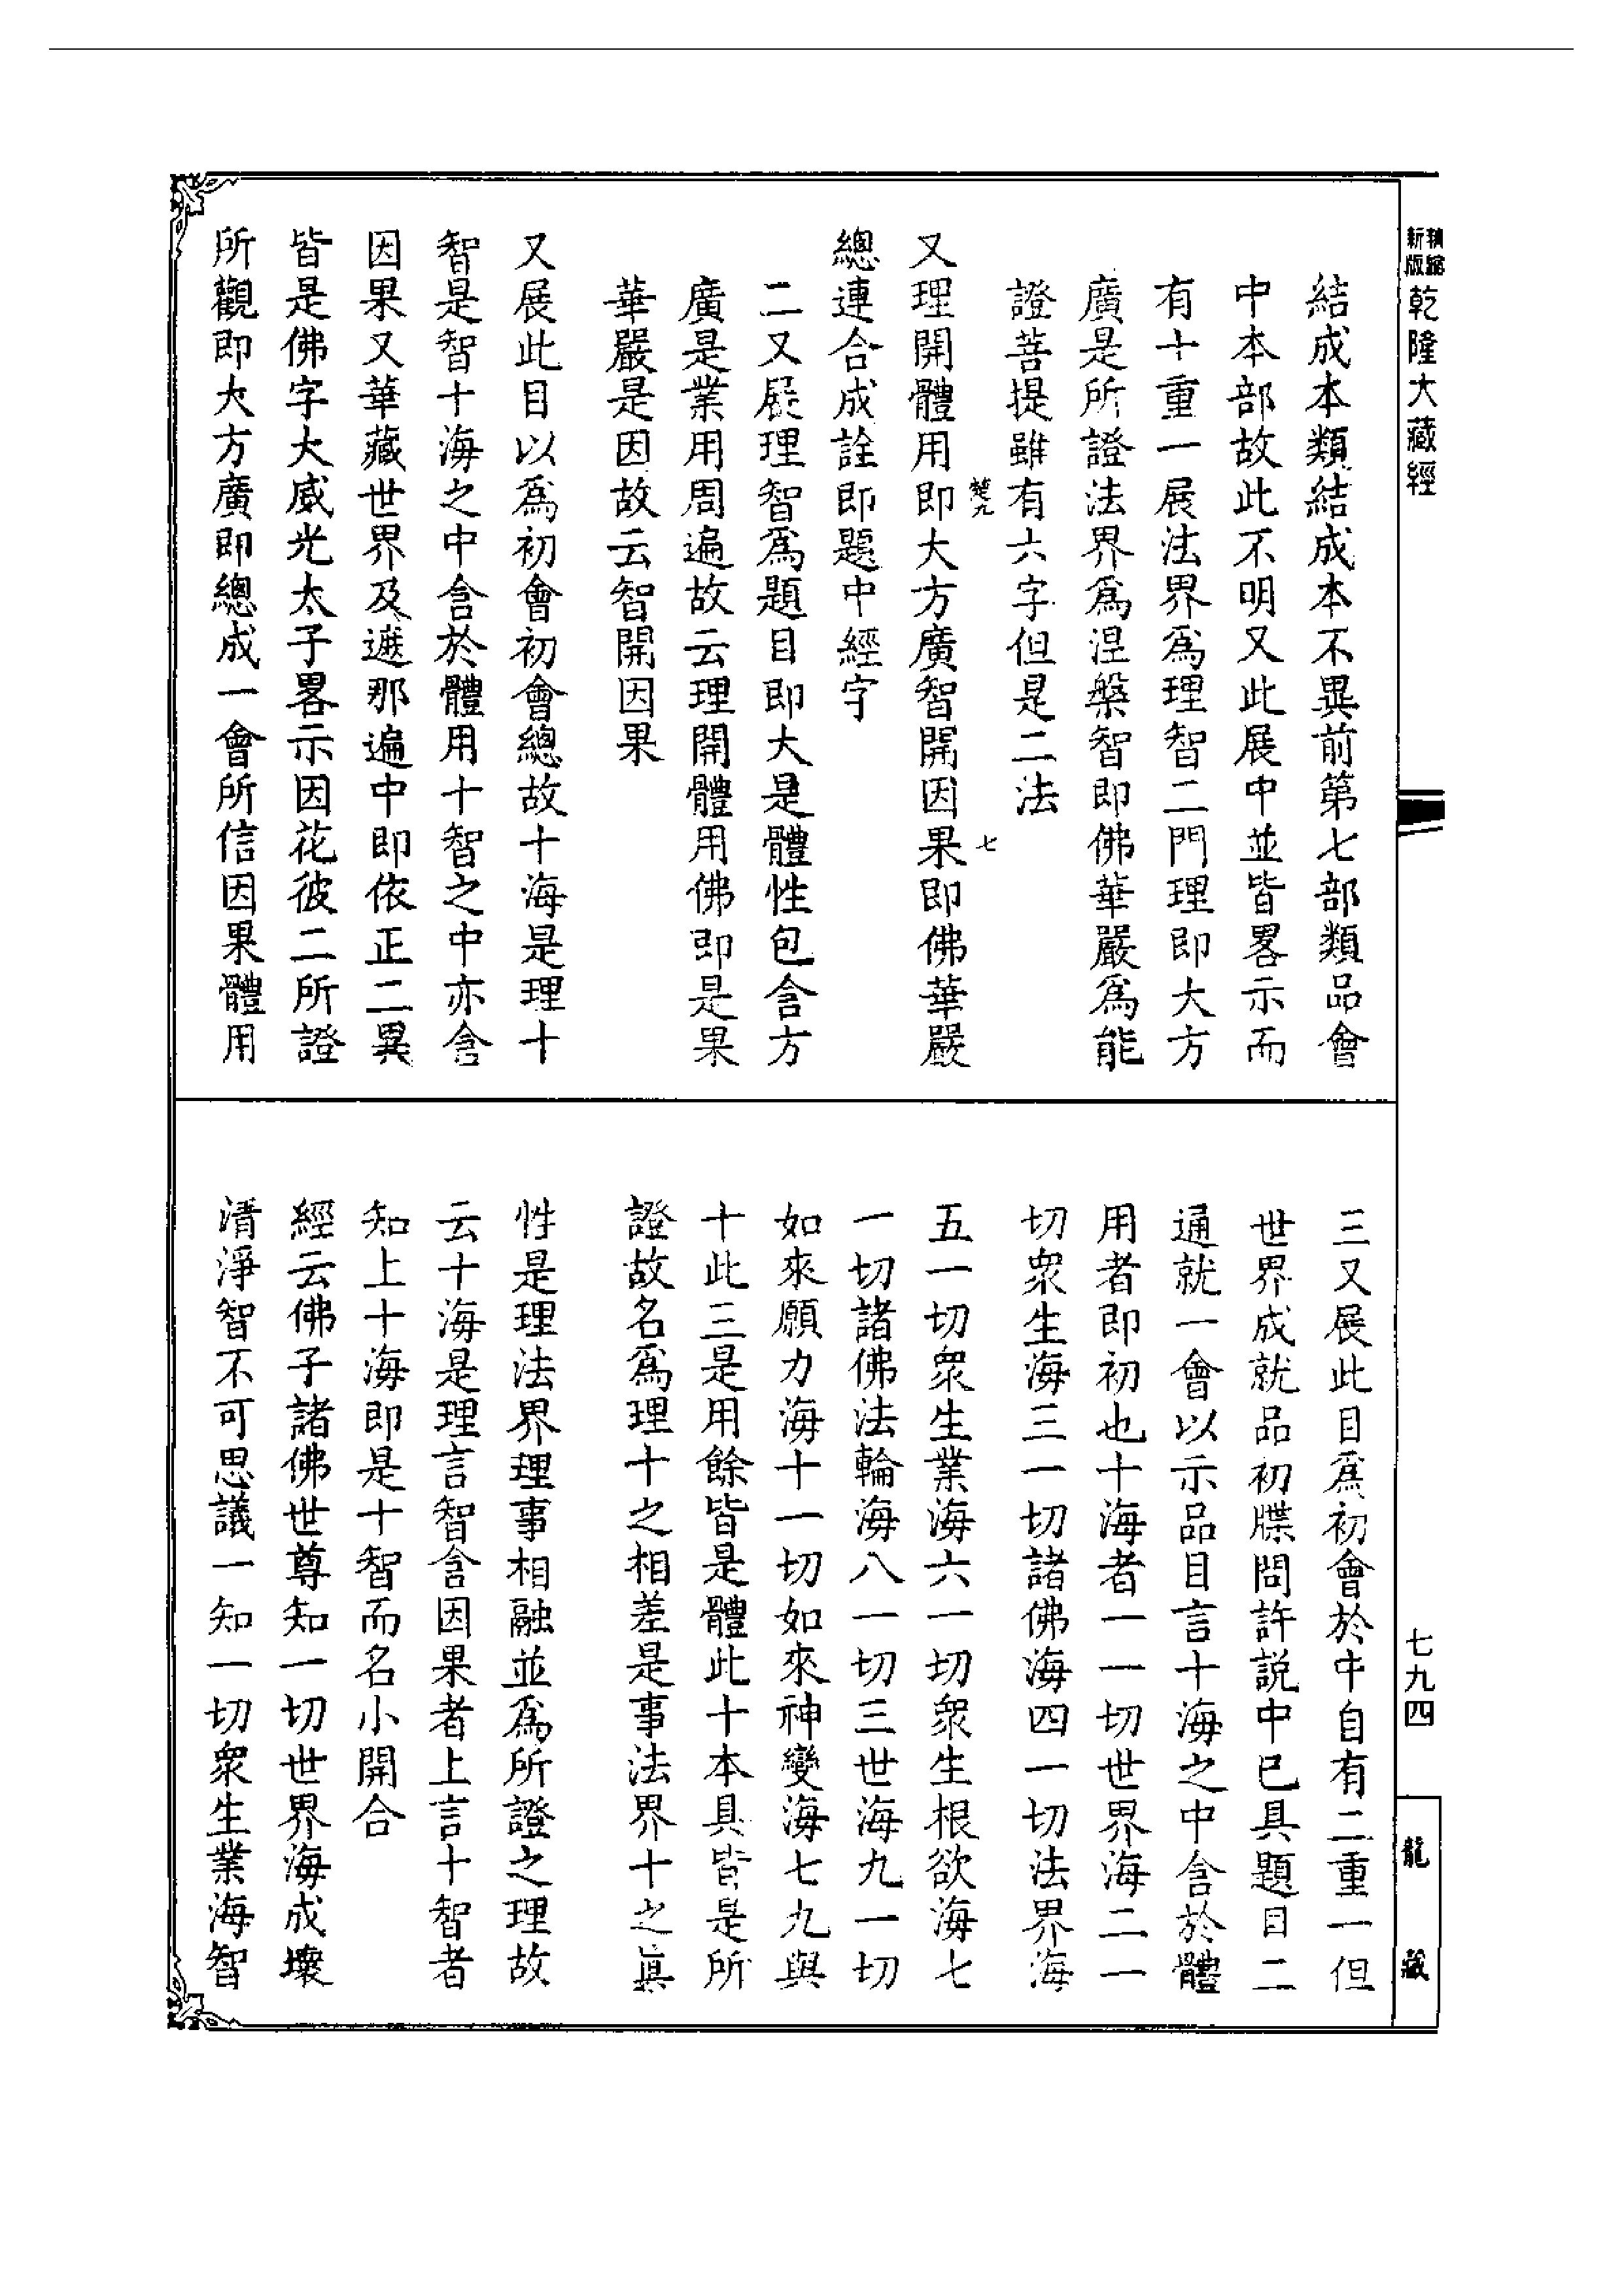 新版
乾隆大藏經
結成本類結成本不異前第七部類品會
中本部故此不明又此展中並皆畧示而
有十重一展法界爲理智二門理即大方
廣是所證法界爲涅槃智即佛華嚴爲能
證菩提雖有六字但是二法
楚九
七
又理開體用即大方廣智開因果即佛華嚴
總連合成詮即題中經字
二又展理智爲題目即大是體性包含方
廣是業用周遍故云理開體用佛即是果
華嚴是因故云智開因果
又展此目以爲初會初會總故十海是理十
智是智十海之中含於體用十智之中亦含
因果又華藏世界及遮那遍中即依正二異
皆是佛字大威光太子畧示因花彼二所證
所觀即大方廣即總成一會所信因果體用
三又展此目爲初會於中自有二重一但
世界成就品初牒問許説中已具題目二
通就一會以示品目言十海之中含於體
用者即初也十海者一一切世界海二一
切衆生海三一切諸佛海四一切法界海
五一切衆生業海六一切衆生根欲海七
一切諸佛法輪海八一切三世海九一切
如來願力海十一切如來神變海七九與
十此三是用餘皆是體此十本具皆是所
證故名爲理十之相差是事法界十之眞
性是理法界理事相融並爲所證之理故
云十海是理言智含因果者上言十智者
知上十海即是十智而名小開合
經云佛子諸佛世尊知一切世界海成壞
清淨智不可思議一知一切衆生業海智
七九四
龍藏